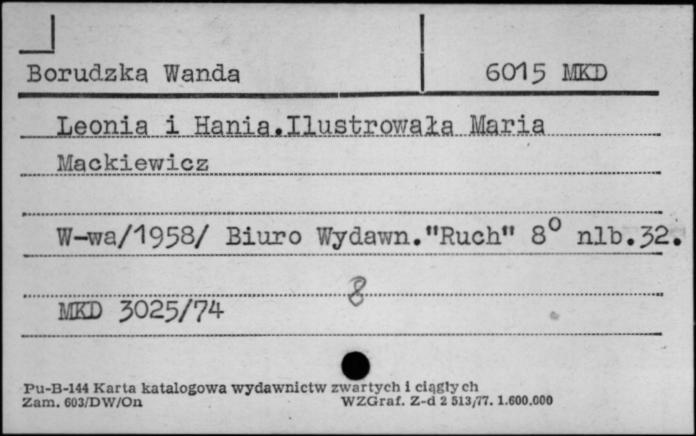 Borudzka Wanda 6015 MKD
Leonia i Hania.Ilustrowała Maria
Mackiewicz
W-wa/1958/ Biuro Wydawn."Ruch" 8° nlb.32.
8
MKD 3025/74
Pu-B-144 Karta katalogowa wydawnictw zwartych i ciągłych
Zam. 603/DW/On WZGraf. Z-d 2 513/77. 1.600.000